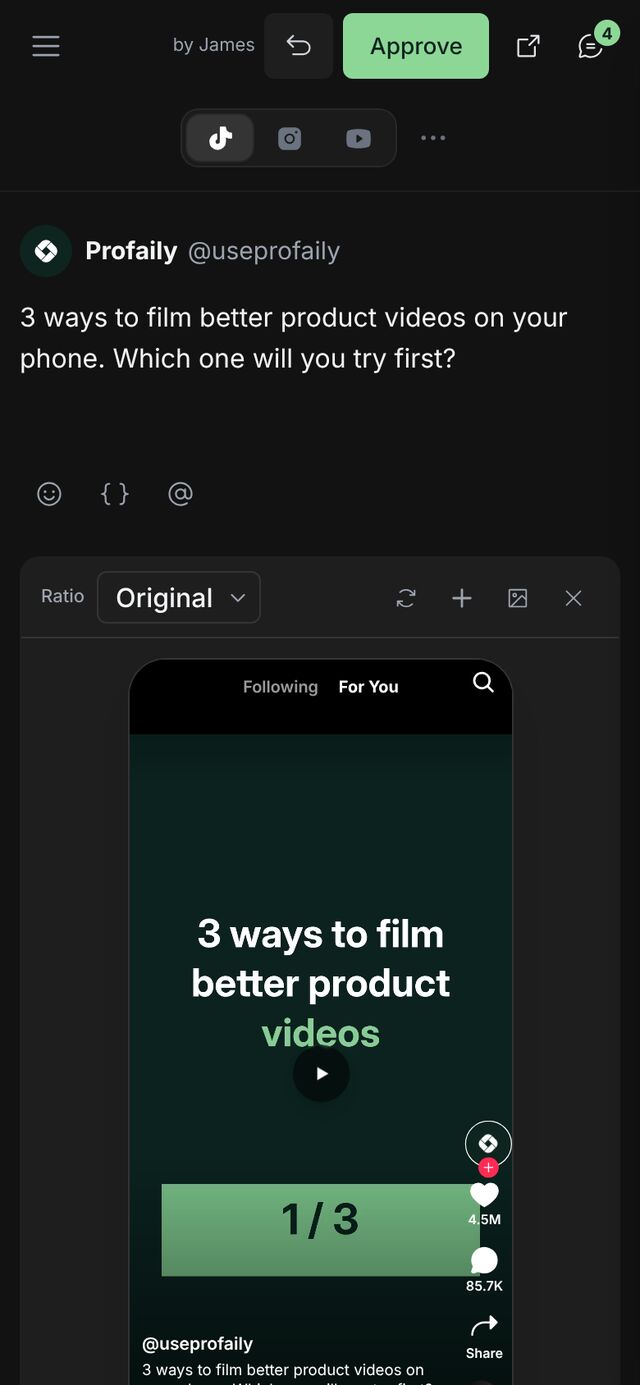 by James
Approve
4
Profaily @useprofaily
3 ways to film better product videos on your
phone. Which one will you try first?
{ } @
Ratio
Original
Following For You
3 ways to film
better product
videos
1 / 3
4.5M
85.7K
Share
@useprofaily
3 ways to film better product videos on